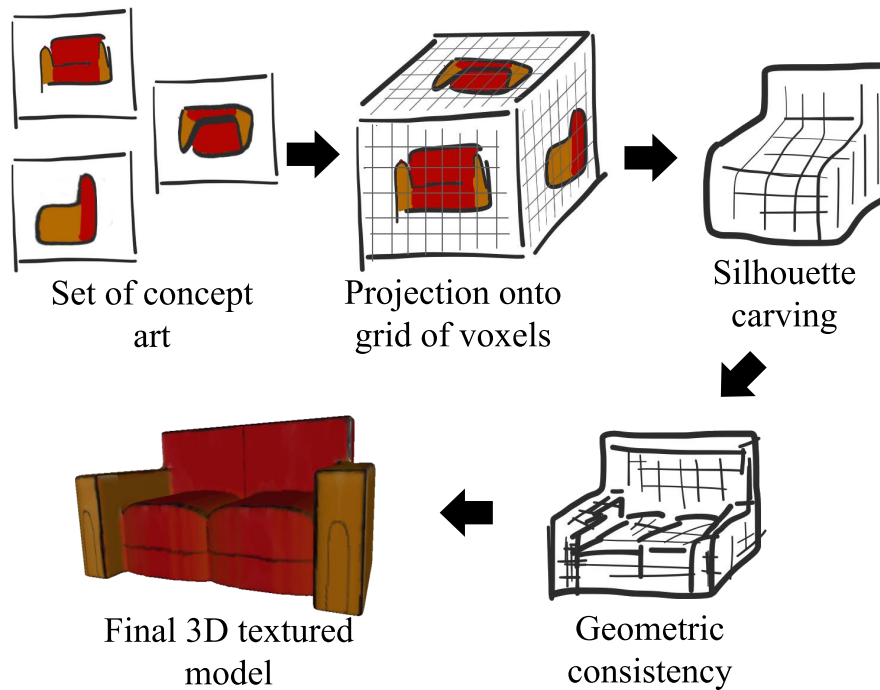 Set of concept
art
Projection onto
grid of voxels
Silhouette
carving
Geometric
consistency
Final 3D textured
model